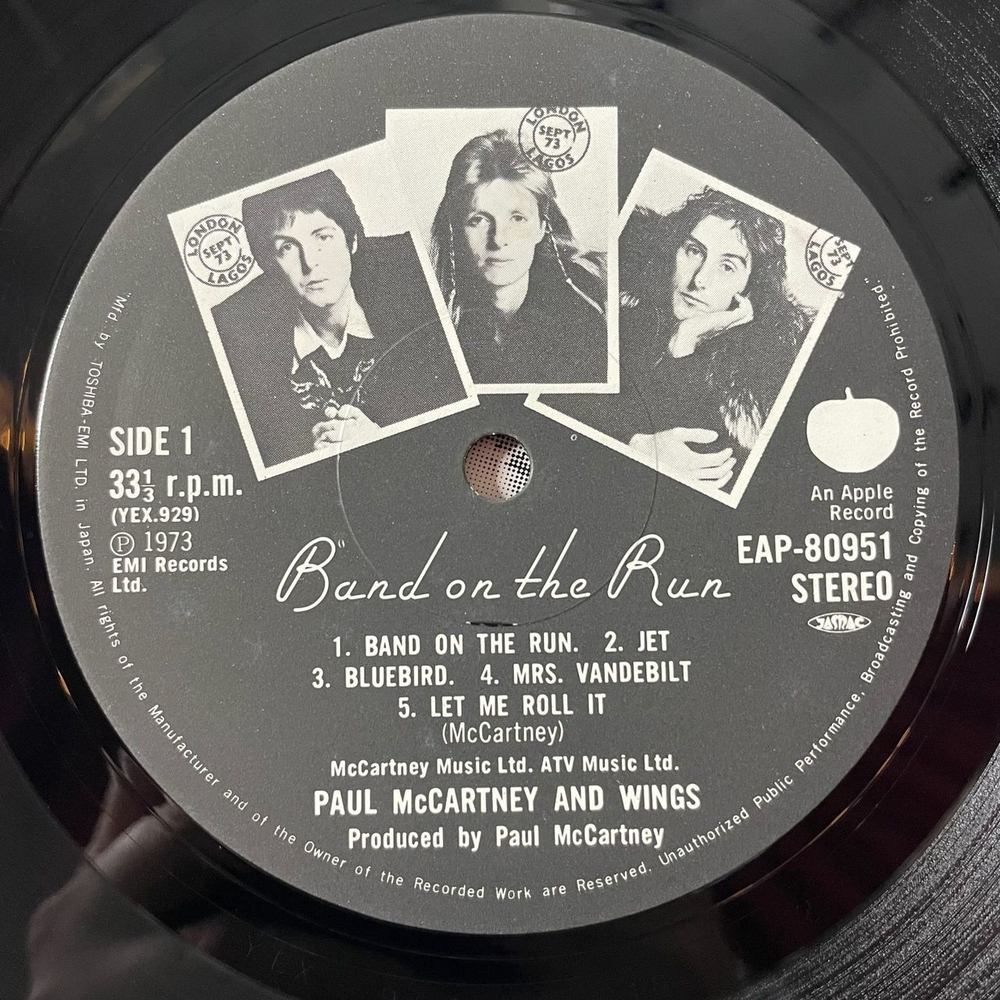 LONDON
SEPT
73
LAGOS
LONDON
SEPT
73
LAGOS
LONDON
SEPT
73
LAGOS
SIDE 1
33⅓ r.p.m.
(YEX.929)
Ⓟ 1973
EMI Records
Ltd.
An Apple
Record
EAP-80951
STEREO
JASRAC
Band on the Run
1. BAND ON THE RUN. 2. JET
3. BLUEBIRD. 4. MRS. VANDEBILT
5. LET ME ROLL IT
(McCartney)
McCartney Music Ltd. ATV Music Ltd.
PAUL McCARTNEY AND WINGS
Produced by Paul McCartney
"Mfd. by TOSHIBA-EMI LTD. in Japan. All rights of the Manufacturer and of the Owner of the Recorded Work are Reserved. Unauthorized Public Performance, Broadcasting and Copying of the Record Prohibited."